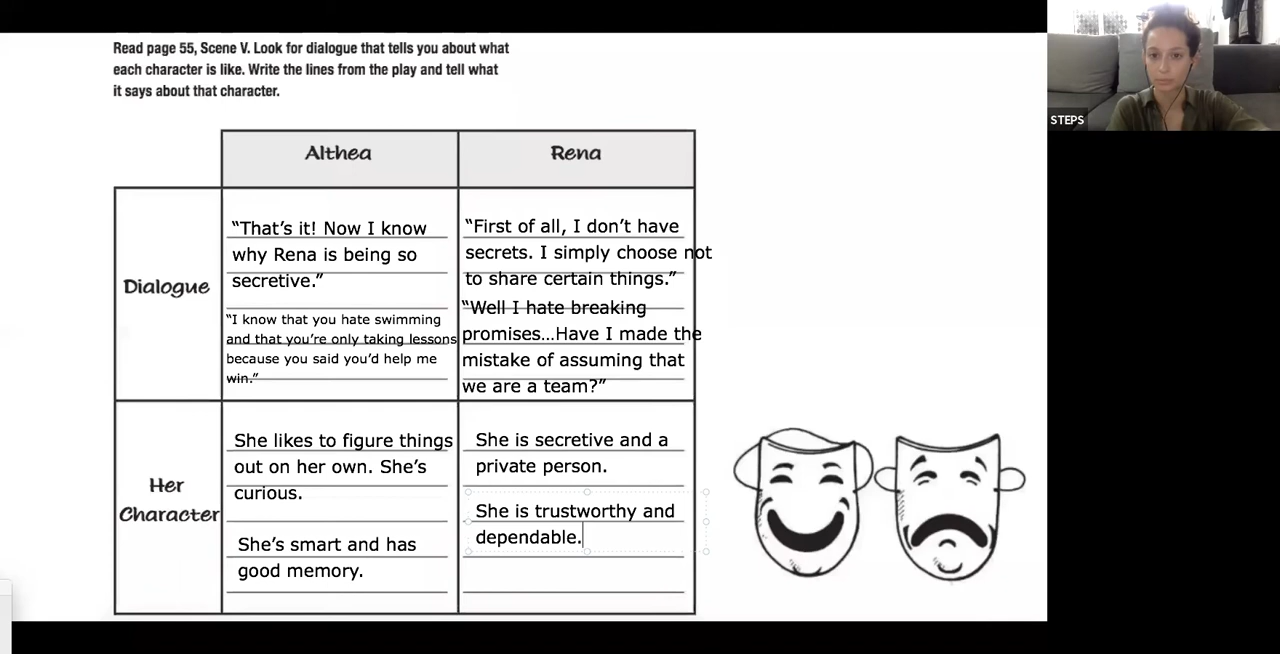 Read page 55, Scene V. Look for dialogue that tells you about what
each character is like. Write the lines from the play and tell what
it says about that character.
STEPS
Althea
Rena
Dialogue
“That’s it! Now I know
why Rena is being so
secretive.”
“I know that you hate swimming
and that you’re only taking lessons
because you said you’d help me
win.”
“First of all, I don’t have
secrets. I simply choose not
to share certain things.”
“Well I hate breaking
promises…Have I made the
mistake of assuming that
we are a team?”
Her
Character
She likes to figure things
out on her own. She’s
curious.
She’s smart and has
good memory.
She is secretive and a
private person.
She is trustworthy and
dependable.